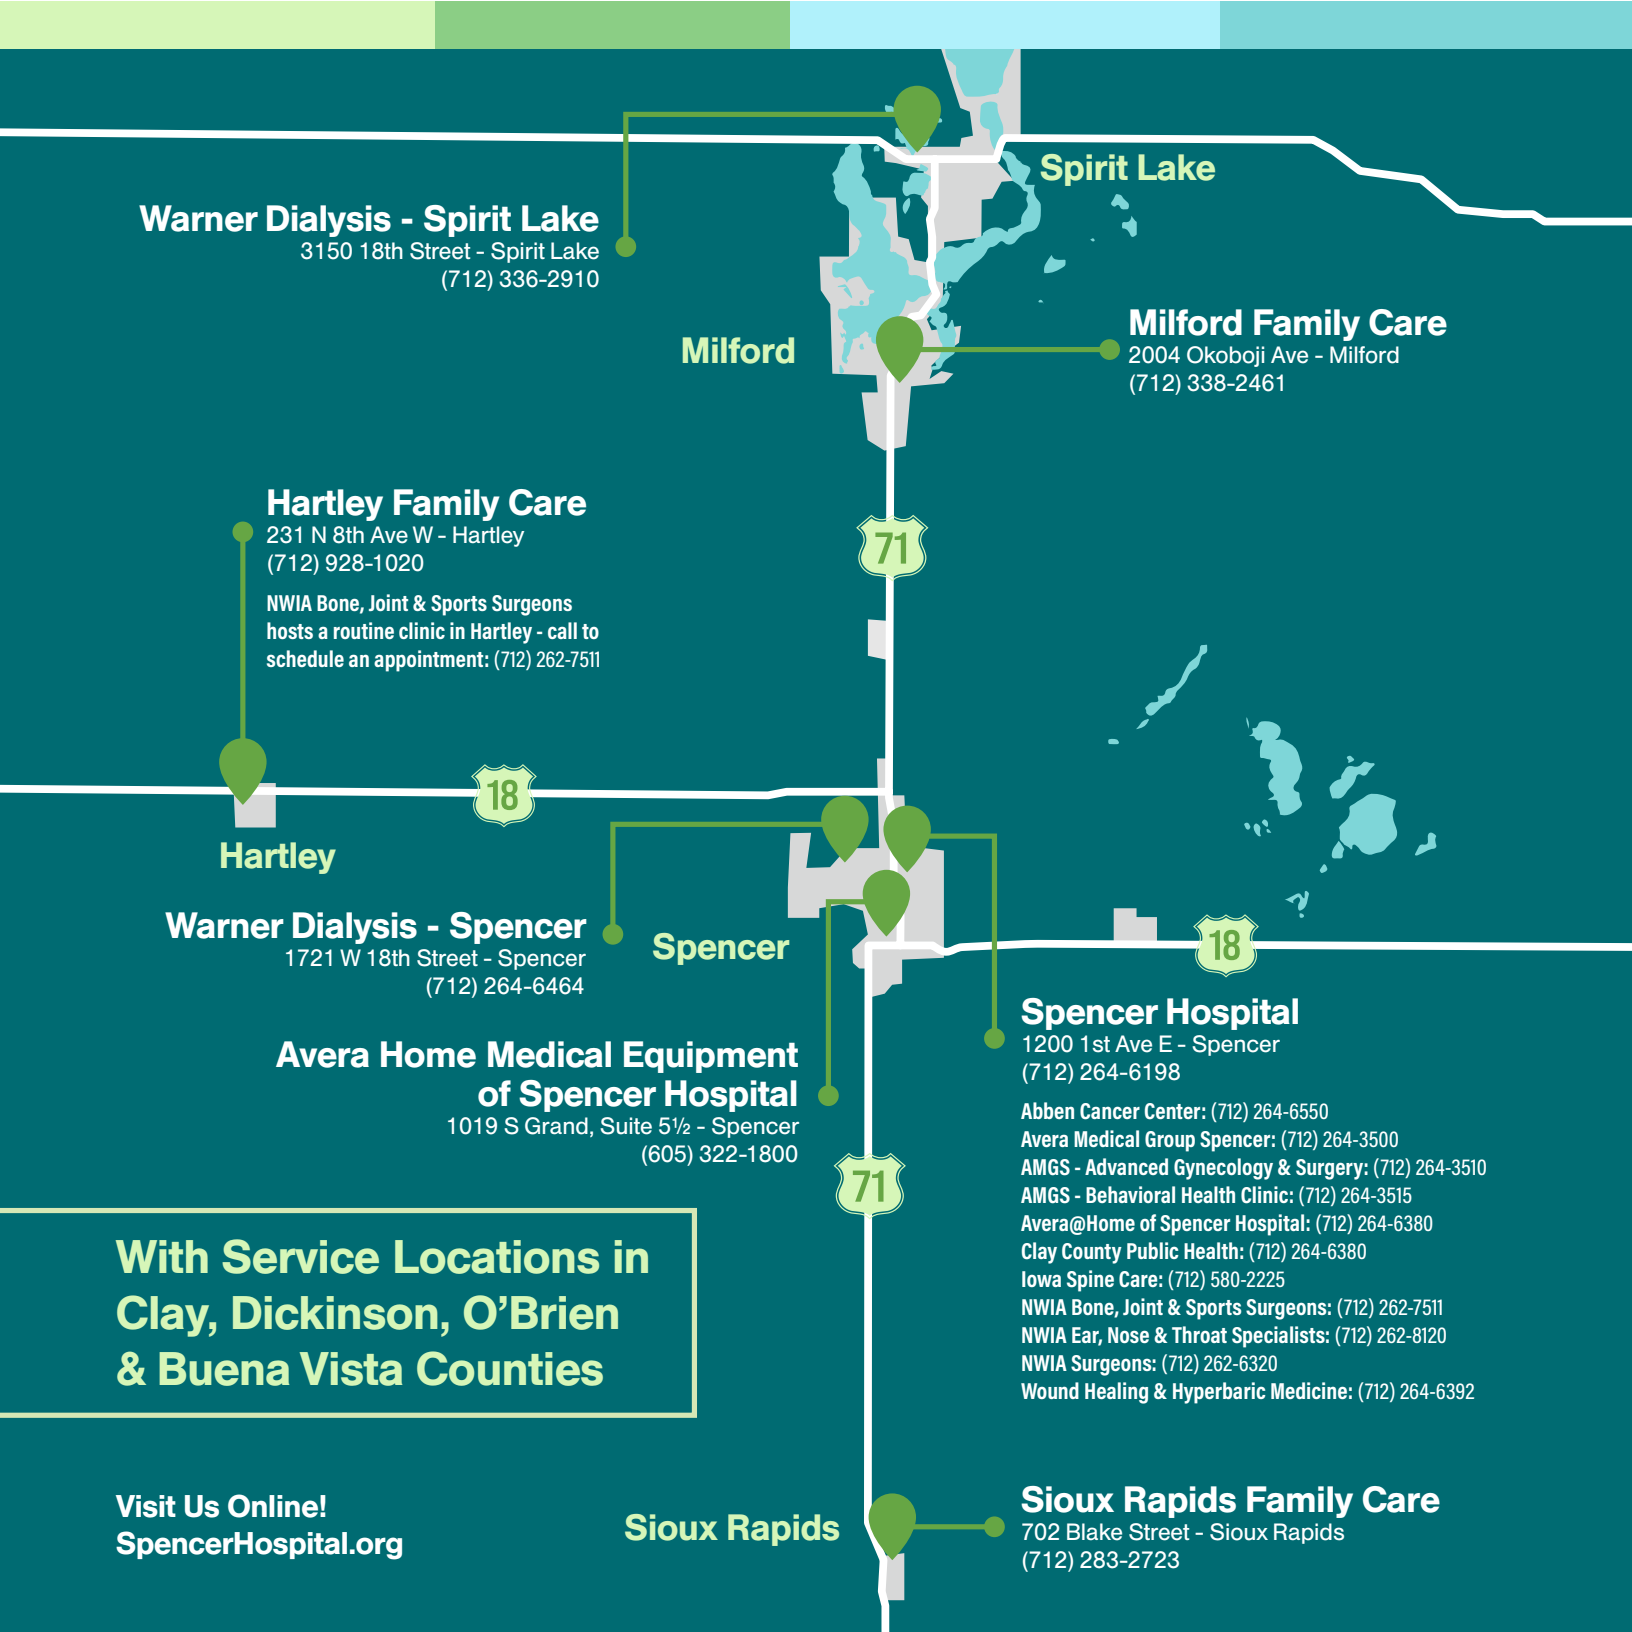 Spirit Lake
Warner Dialysis - Spirit Lake
3150 18th Street - Spirit Lake
(712) 336-2910
Milford
Milford Family Care
2004 Okoboji Ave - Milford
(712) 338-2461
Hartley Family Care
231 N 8th Ave W - Hartley
(712) 928-1020
NWIA Bone, Joint & Sports Surgeons
hosts a routine clinic in Hartley - call to
schedule an appointment: (712) 262-7511
71
18
Hartley
Warner Dialysis - Spencer
1721 W 18th Street - Spencer
(712) 264-6464
Spencer
18
Avera Home Medical Equipment
of Spencer Hospital
1019 S Grand, Suite 5½ - Spencer
(605) 322-1800
71
Spencer Hospital
1200 1st Ave E - Spencer
(712) 264-6198
Abben Cancer Center: (712) 264-6550
Avera Medical Group Spencer: (712) 264-3500
AMGS - Advanced Gynecology & Surgery: (712) 264-3510
AMGS - Behavioral Health Clinic: (712) 264-3515
Avera@Home of Spencer Hospital: (712) 264-6380
Clay County Public Health: (712) 264-6380
Iowa Spine Care: (712) 580-2225
NWIA Bone, Joint & Sports Surgeons: (712) 262-7511
NWIA Ear, Nose & Throat Specialists: (712) 262-8120
NWIA Surgeons: (712) 262-6320
Wound Healing & Hyperbaric Medicine: (712) 264-6392
With Service Locations in
Clay, Dickinson, O’Brien
& Buena Vista Counties
Visit Us Online!
SpencerHospital.org
Sioux Rapids
Sioux Rapids Family Care
702 Blake Street - Sioux Rapids
(712) 283-2723